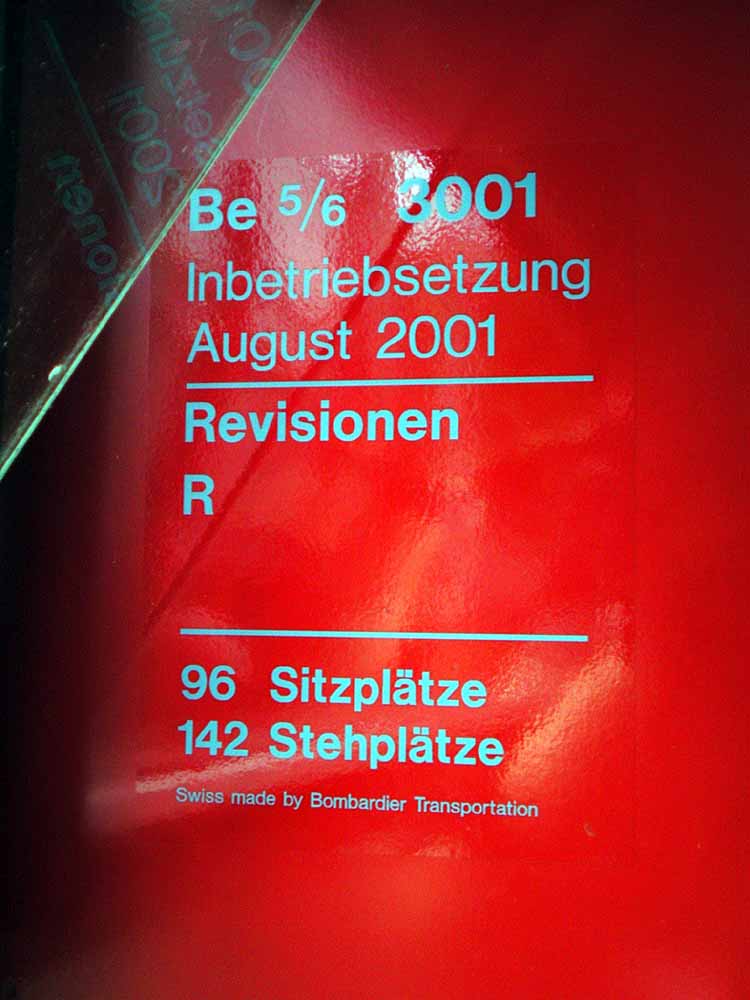 Be 5/6 3001
Inbetriebsetzung
August 2001
Revisionen
R
96 Sitzplätze
142 Stehplätze
Swiss made by Bombardier Transportation